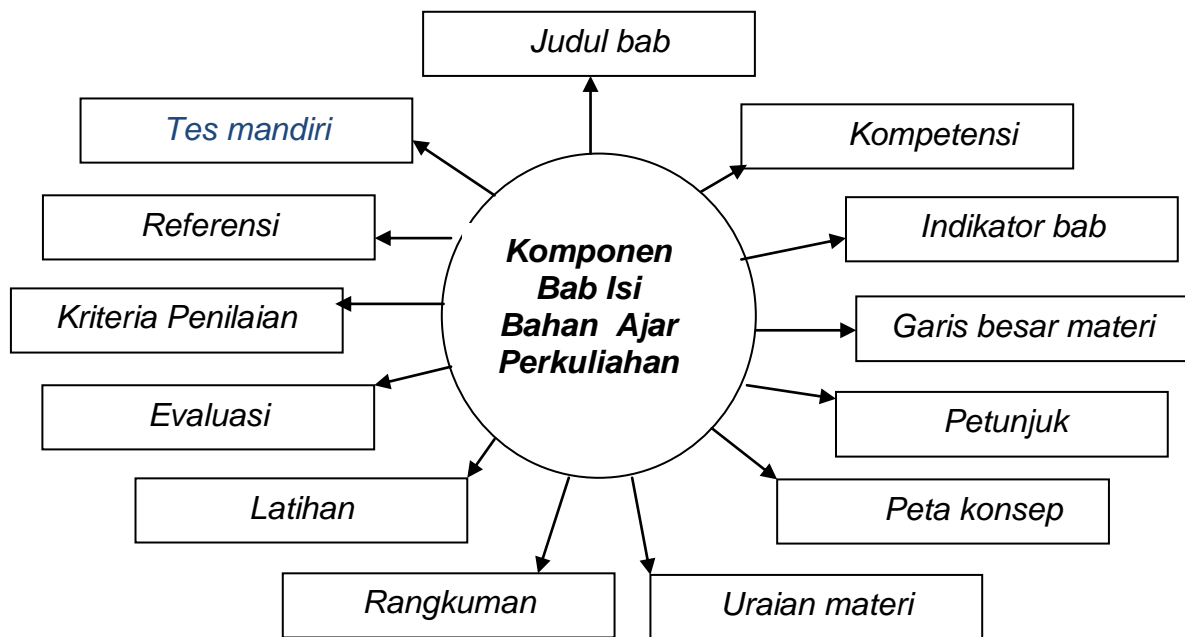 Judul bab
Tes mandiri
Kompetensi
Referensi
Indikator bab
Komponen
Bab Isi
Bahan Ajar
Perkuliahan
Kriteria Penilaian
Garis besar materi
Evaluasi
Petunjuk
Latihan
Peta konsep
Rangkuman
Uraian materi